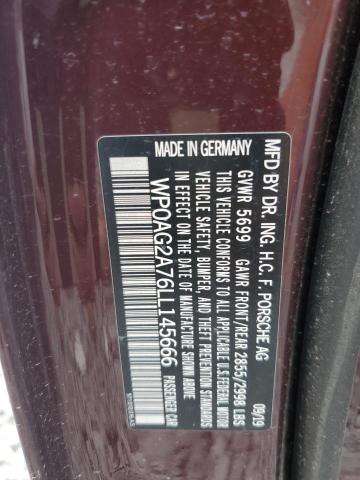 MFD BY DR. ING. H.C. F. PORSCHE AG
09/19
GVWR 5699 GAWR FRONT/REAR 2855/2998 LBS
THIS VEHICLE CONFORMS TO ALL APPLICABLE U.S. FEDERAL MOTOR
VEHICLE SAFETY, BUMPER, AND THEFT PREVENTION STANDARDS
IN EFFECT ON THE DATE OF MANUFACTURE SHOWN ABOVE.
WP0AG2A76LL145666 PASSENGER CAR
MADE IN GERMANY